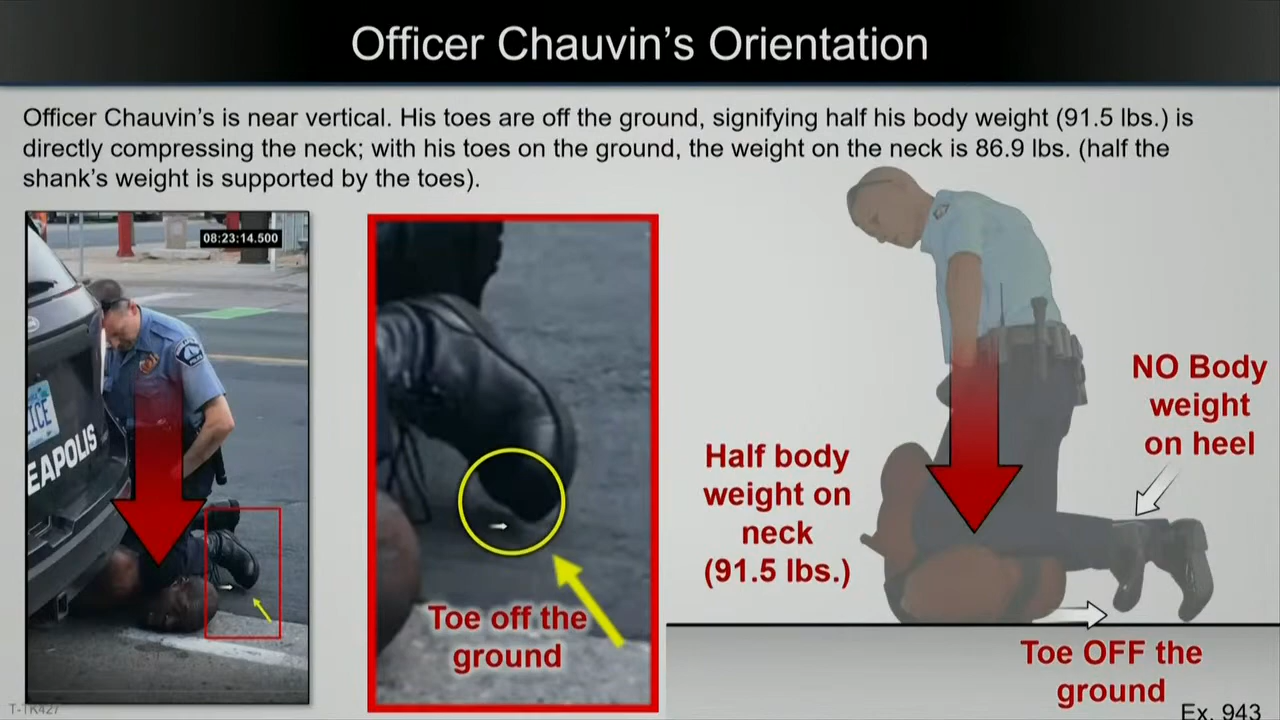 Officer Chauvin's Orientation
Officer Chauvin's is near vertical. His toes are off the ground, signifying half his body weight (91.5 lbs.) is
directly compressing the neck; with his toes on the ground, the weight on the neck is 86.9 lbs. (half the
shank's weight is supported by the toes).
08:23:14.500
ICE
EAPOLIS
Toe off the
ground
Half body
weight on
neck
(91.5 lbs.)
NO Body
weight
on heel
Toe OFF the
ground
T-TK427
Ex. 943